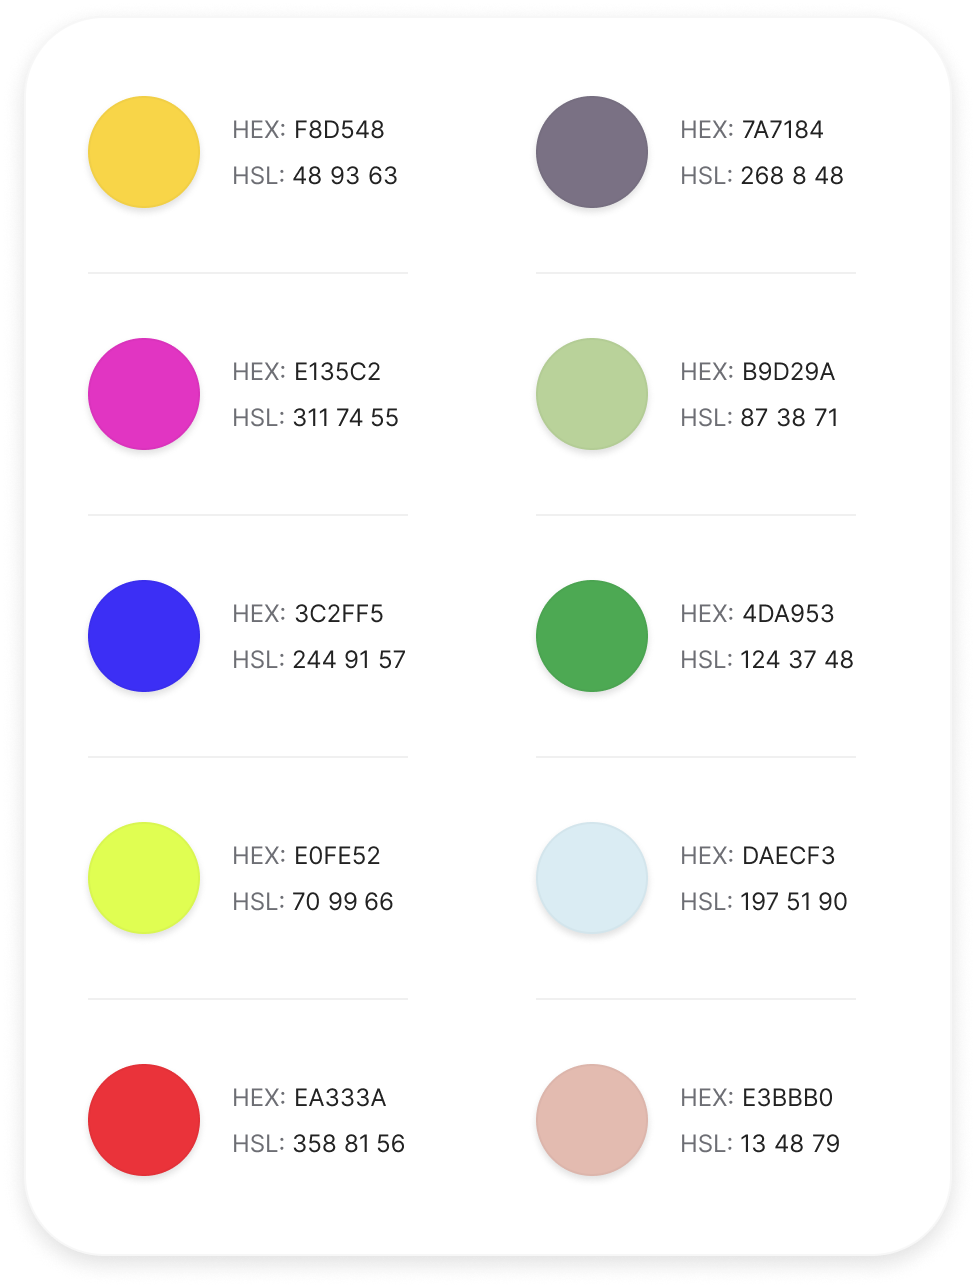 HEX: F8D548
HSL: 48 93 63
HEX: 7A7184
HSL: 268 8 48
HEX: E135C2
HSL: 311 74 55
HEX: B9D29A
HSL: 87 38 71
HEX: 3C2FF5
HSL: 244 91 57
HEX: 4DA953
HSL: 124 37 48
HEX: E0FE52
HSL: 70 99 66
HEX: DAECF3
HSL: 197 51 90
HEX: EA333A
HSL: 358 81 56
HEX: E3BBB0
HSL: 13 48 79